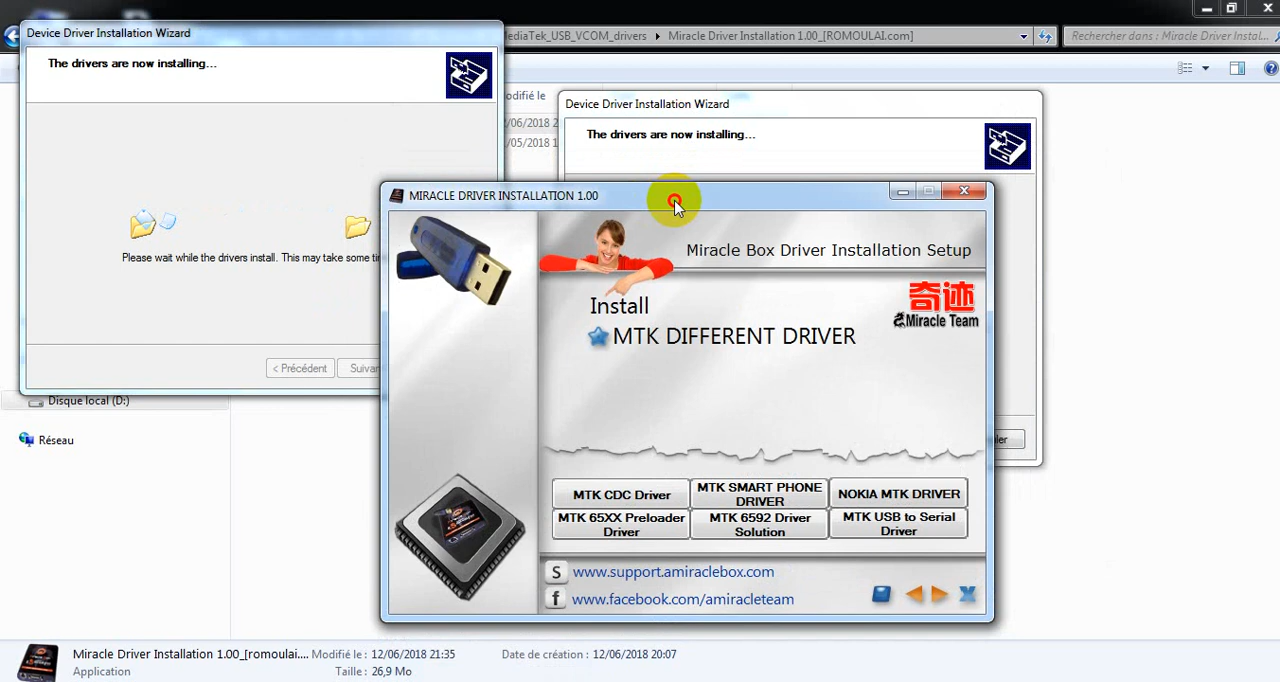 Device Driver Installation Wizard
The drivers are now installing...
Please wait while the drivers install. This may take some ti
< Précédent
Suivan
MediaTek_USB_VCOM_drivers
Miracle Driver Installation 1.00_[ROMOULAI.com]
Rechercher dans : Miracle Driver Instal...
odifié le
/06/2018 2
/05/2018 1
Device Driver Installation Wizard
The drivers are now installing...
ler
MIRACLE DRIVER INSTALLATION 1.00
Miracle Box Driver Installation Setup
Install
MTK DIFFERENT DRIVER
奇迹
Miracle Team
MTK CDC Driver
MTK SMART PHONE
DRIVER
NOKIA MTK DRIVER
MTK 65XX Preloader
Driver
MTK 6592 Driver
Solution
MTK USB to Serial
Driver
S
www.support.amiraclebox.com
f
www.facebook.com/amiracleteam
Disque local (D:)
Réseau
Miracle Driver Installation 1.00_[romoulai.... Modifié le : 12/06/2018 21:35
Date de création : 12/06/2018 20:07
Application
Taille : 26,9 Mo